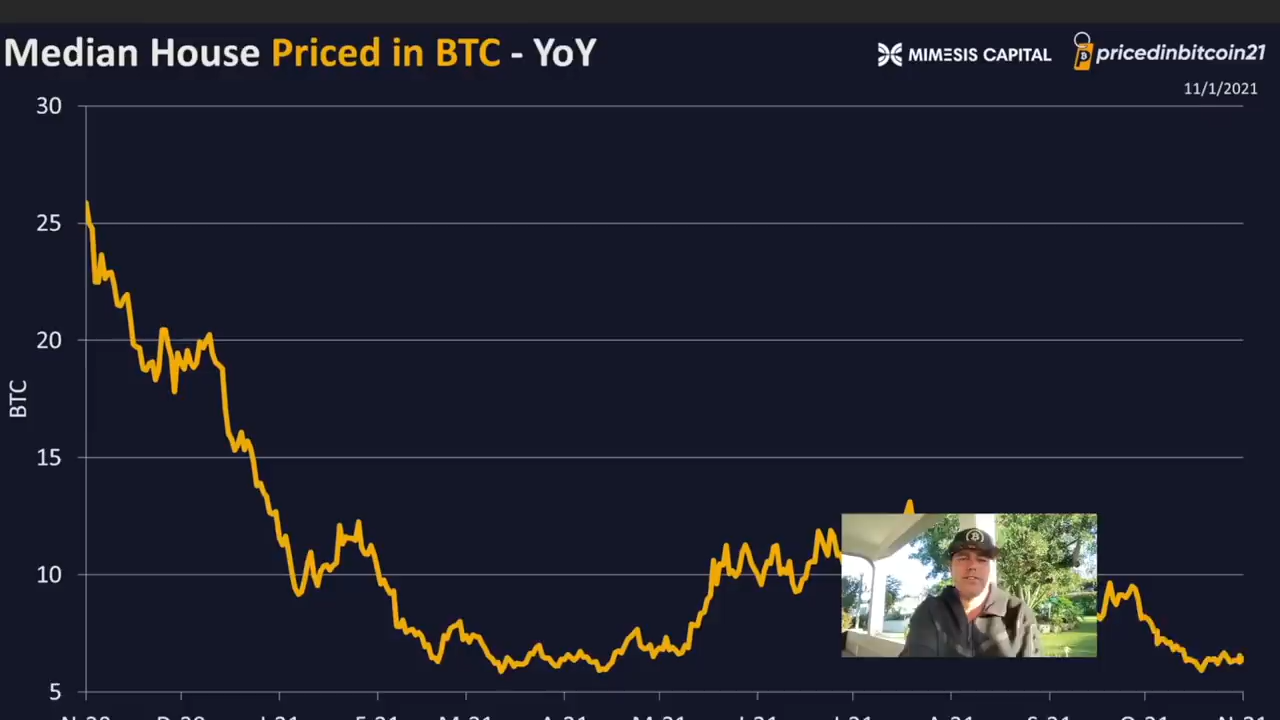 Median House Priced in BTC - YoY
MIMESIS CAPITAL
pricedinbitcoin21
11/1/2021
30
25
20
15
10
5
BTC